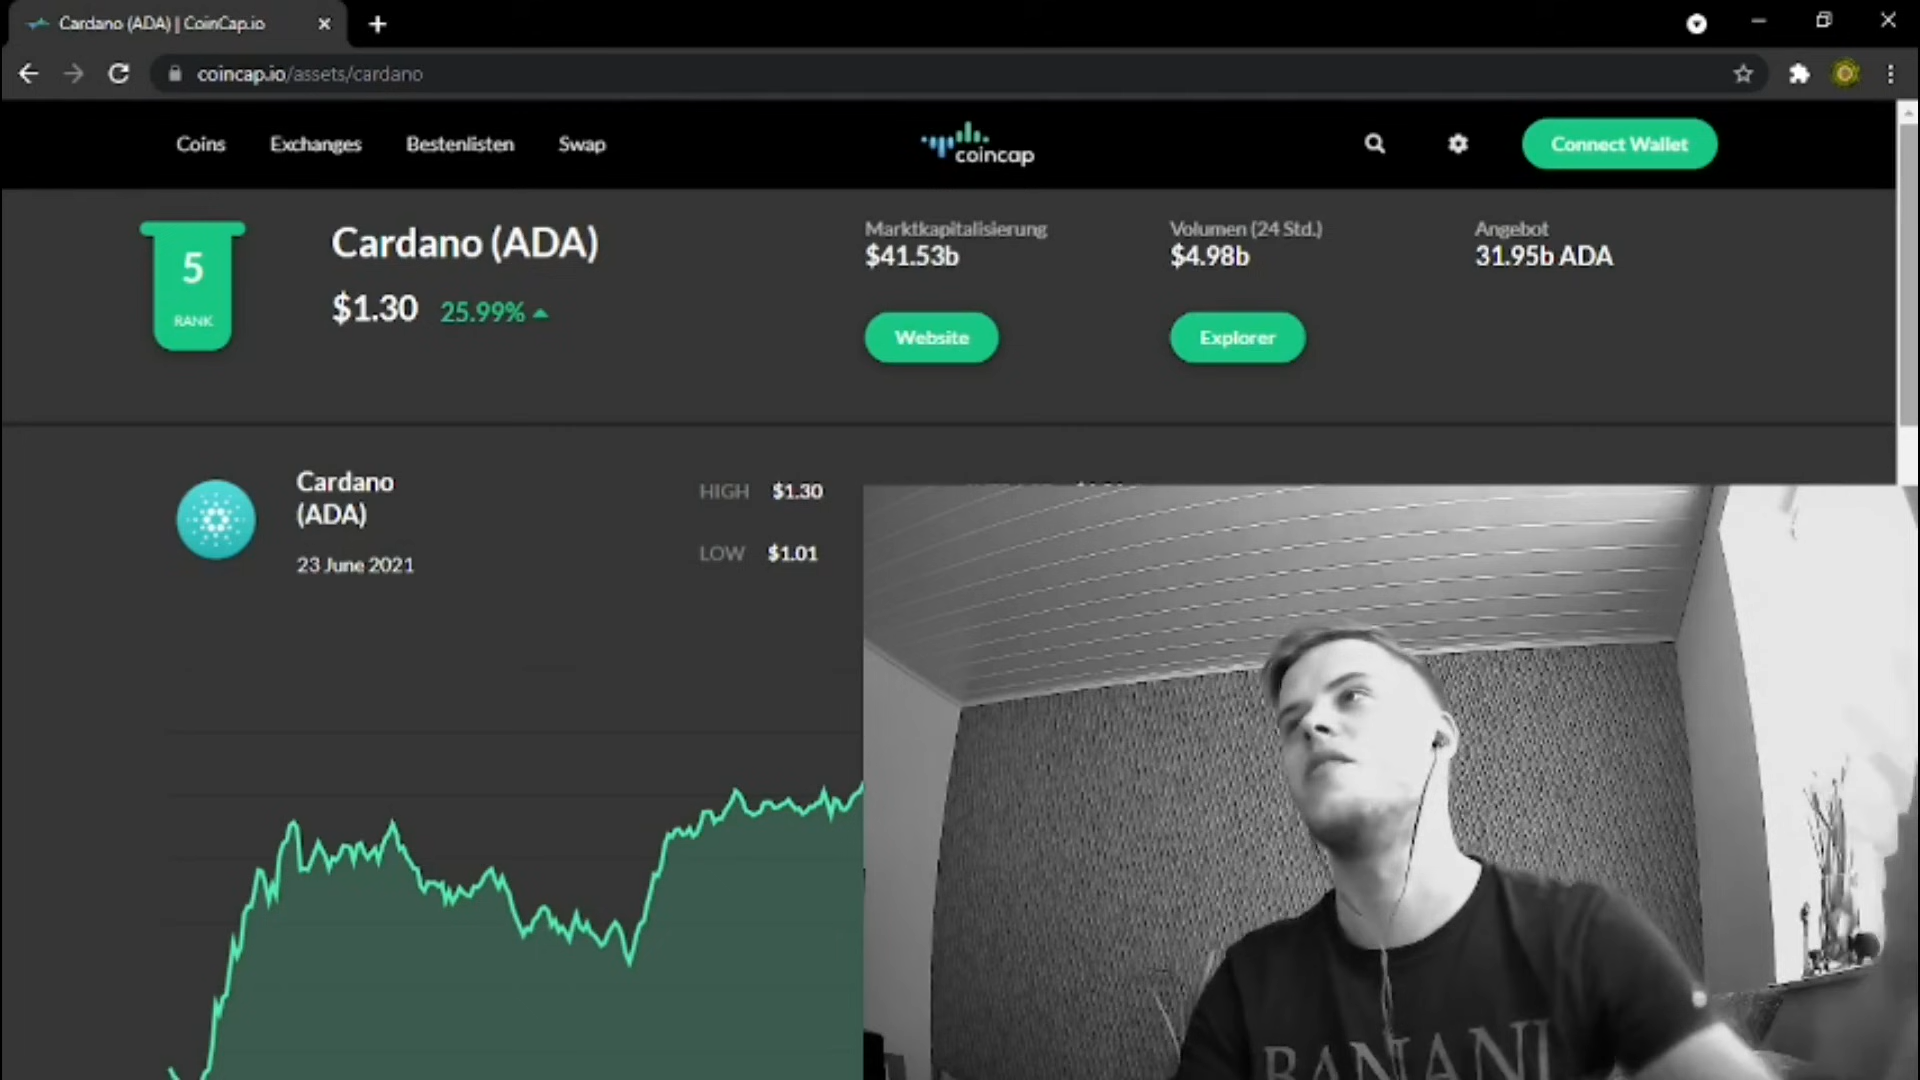 Cardano (ADA) | CoinCap.io
coincap.io/assets/cardano
Coins Exchanges Bestenlisten Swap
coincap
Connect Wallet
5
RANK
Cardano (ADA)
$1.30 25.99%
Marktkapitalisierung
$41.53b
Volumen (24 Std.)
$4.98b
Angebot
31.95b ADA
Website
Explorer
Cardano
(ADA)
23 June 2021
HIGH $1.30
LOW $1.01
BANANI